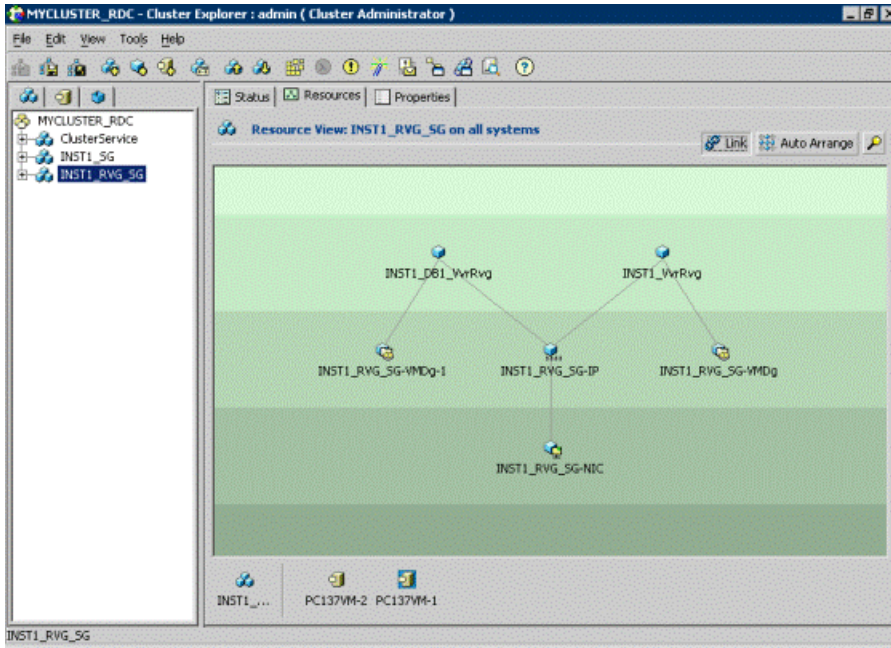 MYCLUSTER_RDC - Cluster Explorer : admin ( Cluster Administrator )
File Edit View Tools Help
Status Resources Properties
MYCLUSTER_RDC
ClusterService
INST1_SG
INST1_RVG_SG
Resource View: INST1_RVG_SG on all systems
Link Auto Arrange
INST1_DB1_VvrRvg INST1_VvrRvg
INST1_RVG_SG-VMDg-1 INST1_RVG_SG-IP INST1_RVG_SG-VMDg
INST1_RVG_SG-NIC
INST1_... PC137VM-2 PC137VM-1
INST1_RVG_SG